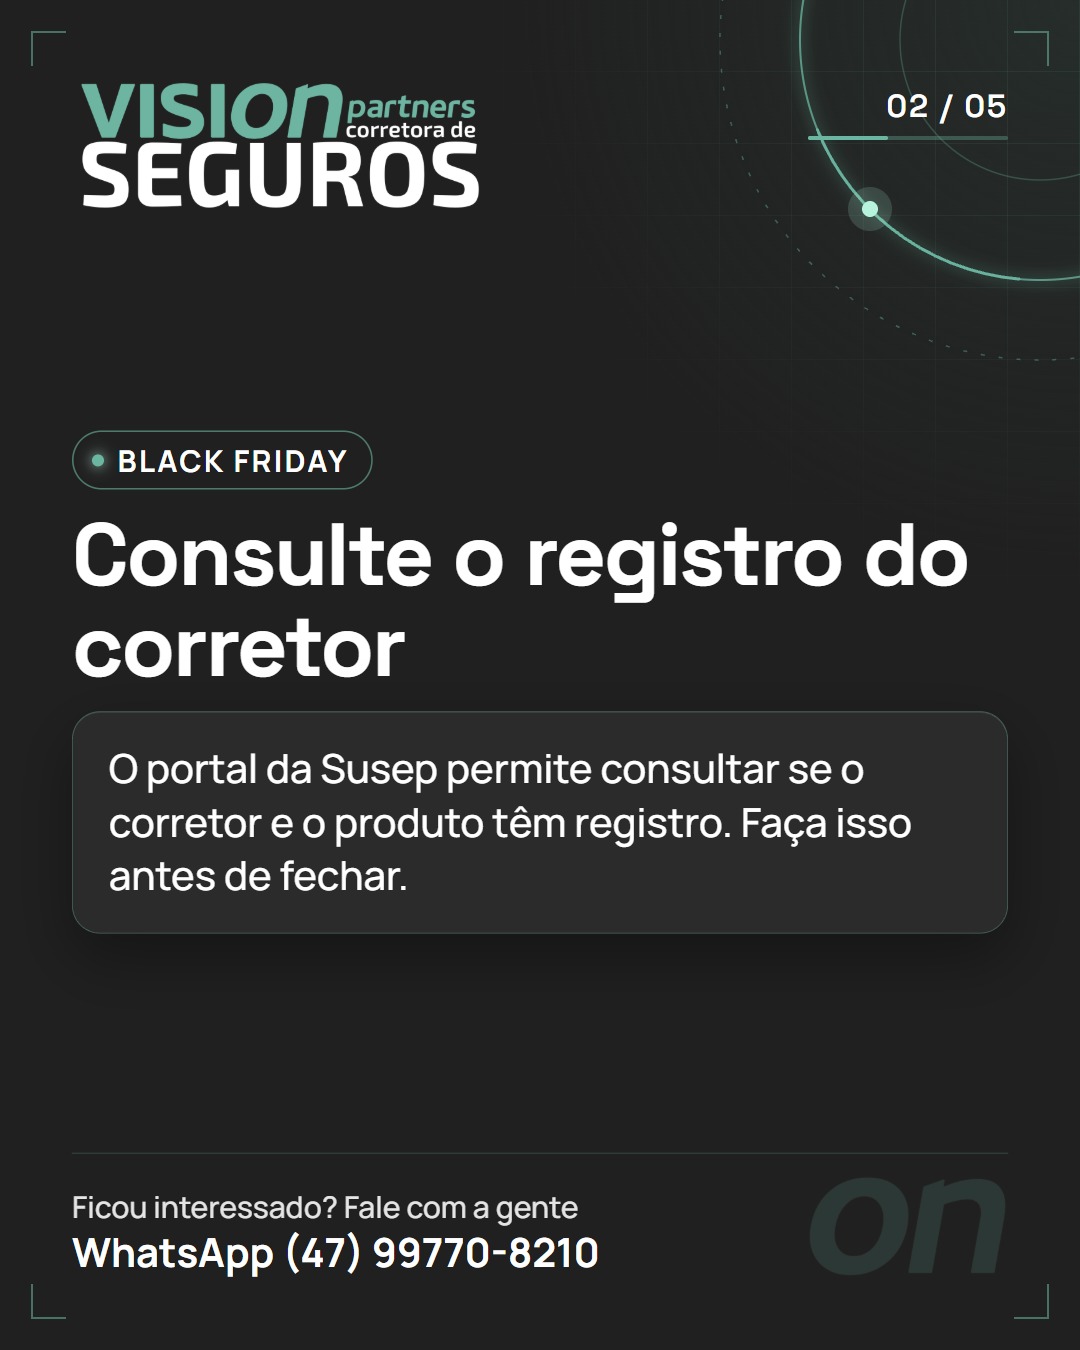 VISIon partners
corretora de
SEGUROS
02 / 05
BLACK FRIDAY
Consulte o registro do
corretor
O portal da Susep permite consultar se o
corretor e o produto têm registro. Faça isso
antes de fechar.
Ficou interessado? Fale com a gente
WhatsApp (47) 99770-8210
on